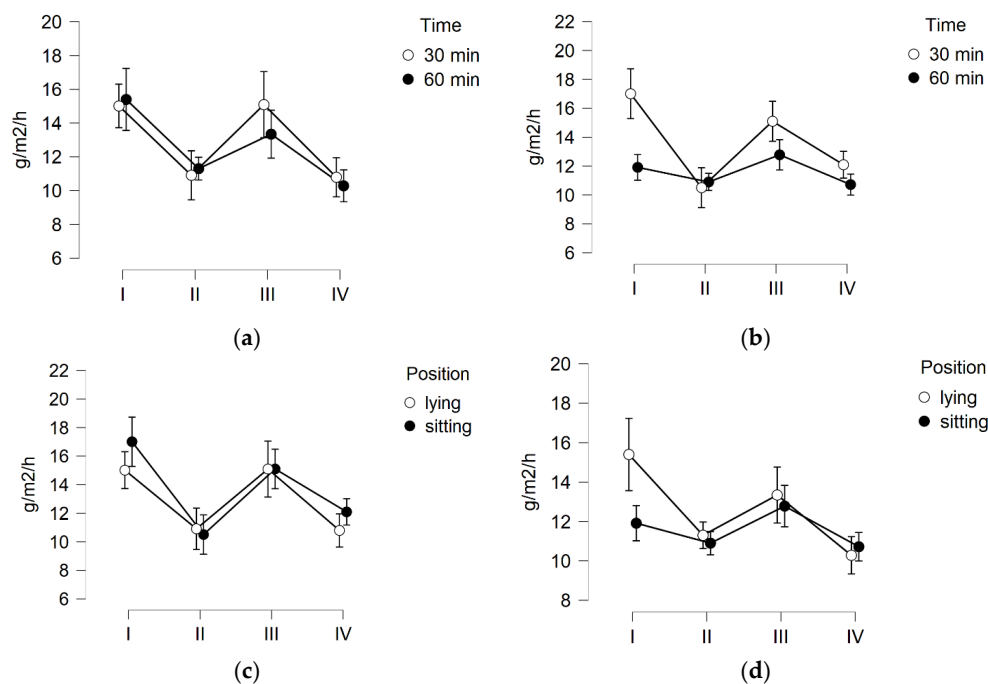 Time
30 min
60 min
g/m2/h
20
18
16
14
12
10
8
6
I II III IV
(a)
Time
30 min
60 min
g/m2/h
22
20
18
16
14
12
10
8
6
I II III IV
(b)
Position
lying
sitting
g/m2/h
22
20
18
16
14
12
10
8
6
I II III IV
(c)
Position
lying
sitting
g/m2/h
20
18
16
14
12
10
8
I II III IV
(d)